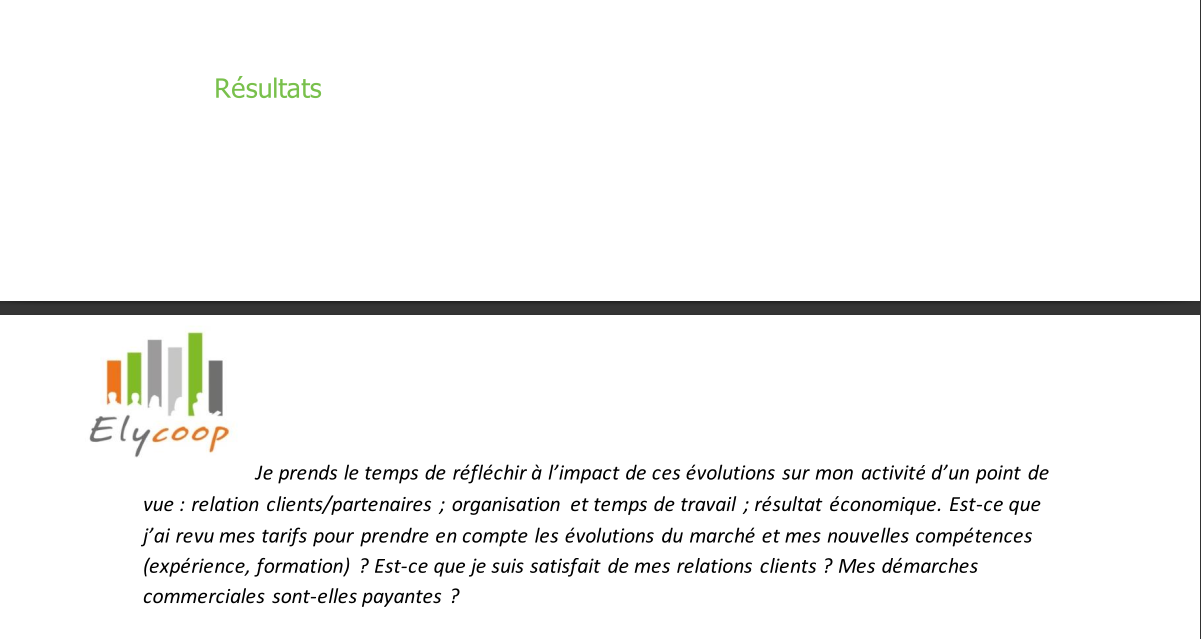 Résultats
Elycoop
Je prends le temps de réfléchir à l’impact de ces évolutions sur mon activité d’un point de
vue : relation clients/partenaires ; organisation et temps de travail ; résultat économique. Est-ce que
j’ai revu mes tarifs pour prendre en compte les évolutions du marché et mes nouvelles compétences
(expérience, formation) ? Est-ce que je suis satisfait de mes relations clients ? Mes démarches
commerciales sont-elles payantes ?